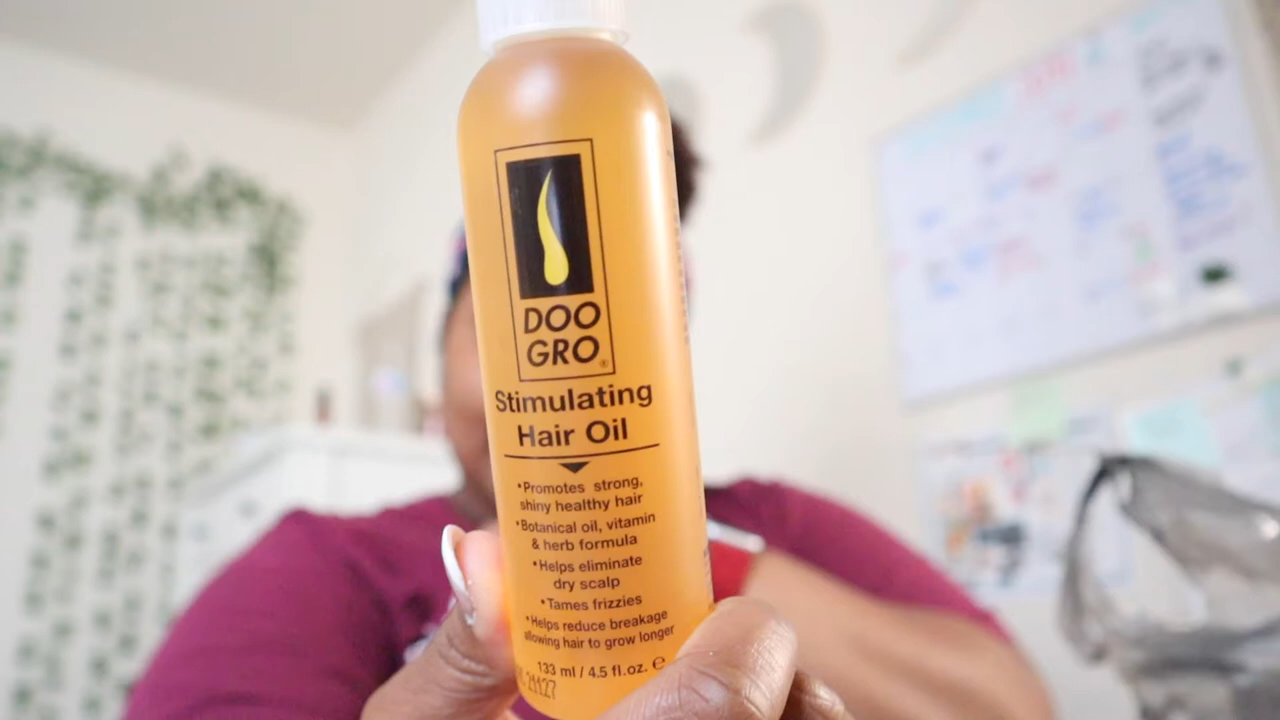 DOO
GRO®
Stimulating
Hair Oil
•Promotes strong,
shiny healthy hair
•Botanical oil, vitamin
& herb formula
•Helps eliminate
dry scalp
•Tames frizzies
•Helps reduce breakage
allowing hair to grow longer
133 ml / 4.5 fl.oz. e
21127